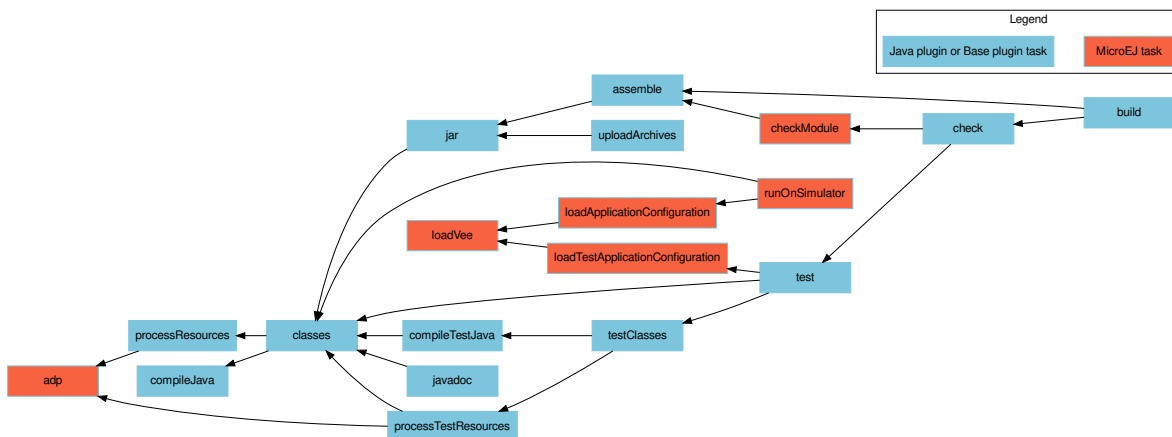 Legend
Java plugin or Base plugin task
MicroEJ task
assemble
build
jar
uploadArchives
checkModule
check
runOnSimulator
loadApplicationConfiguration
loadVee
loadTestApplicationConfiguration
test
processResources
classes
compileTestJava
testClasses
adp
compileJava
javadoc
processTestResources